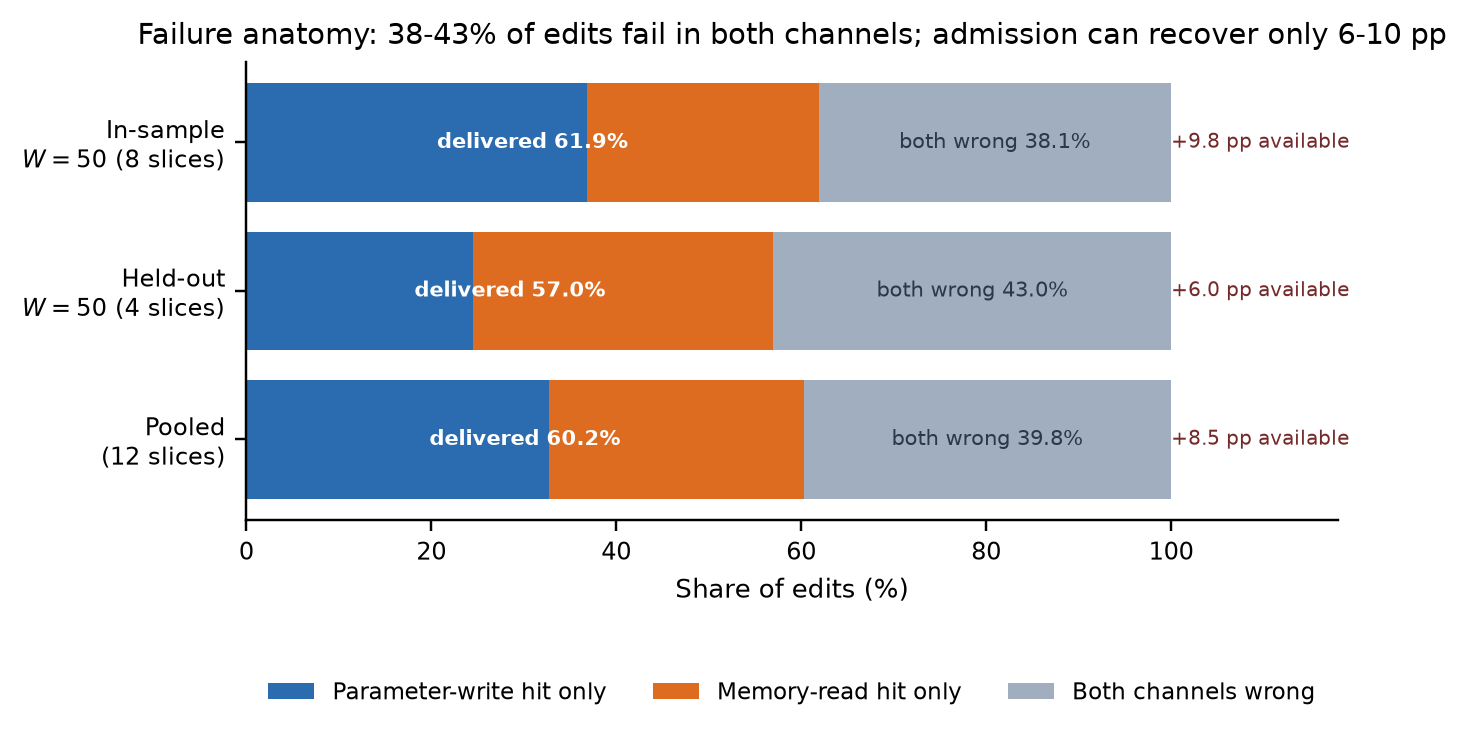 Failure anatomy: 38-43% of edits fail in both channels; admission can recover only 6-10 pp
In-sample
W = 50 (8 slices)
delivered 61.9%
both wrong 38.1%
+9.8 pp available
Held-out
W = 50 (4 slices)
delivered 57.0%
both wrong 43.0%
+6.0 pp available
Pooled
(12 slices)
delivered 60.2%
both wrong 39.8%
+8.5 pp available
0 20 40 60 80 100
Share of edits (%)
Parameter-write hit only
Memory-read hit only
Both channels wrong